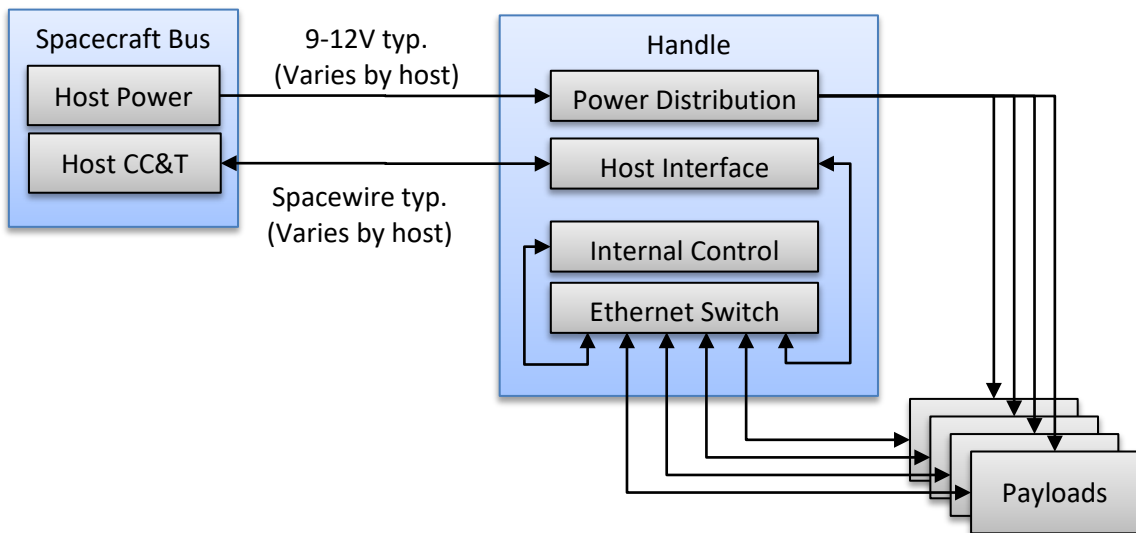 Spacecraft Bus
Host Power
Host CC&T
9-12V typ.
(Varies by host)
Spacewire typ.
(Varies by host)
Handle
Power Distribution
Host Interface
Internal Control
Ethernet Switch
Payloads